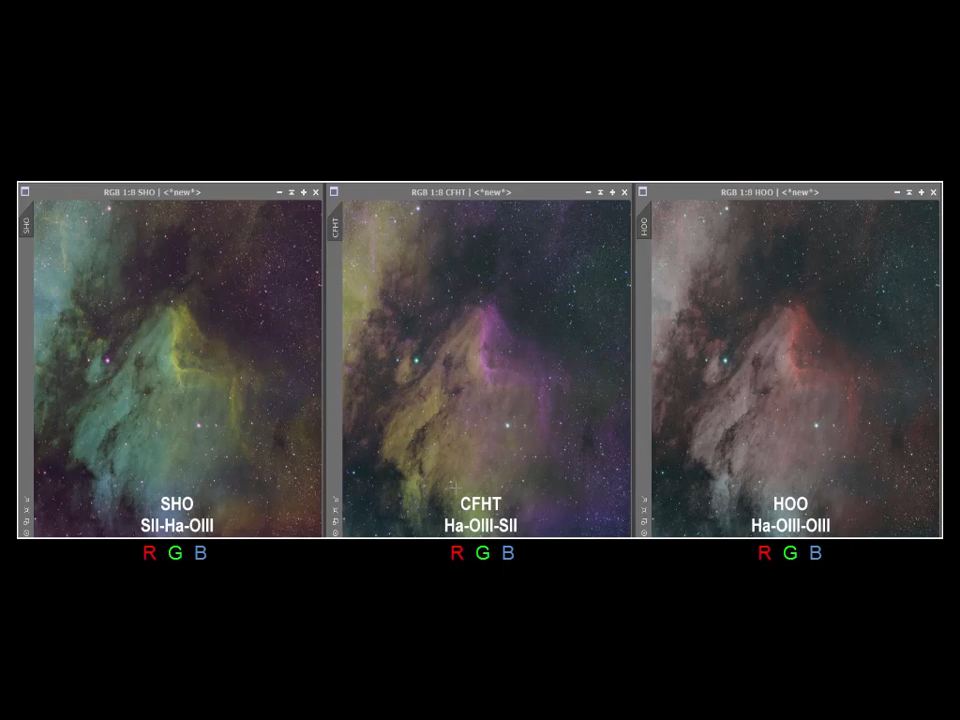 RGB 1:8 SHO | <*new*>
SHO
SHO
SII-Ha-OIII
R G B
RGB 1:8 CFHT | <*new*>
CFHT
CFHT
Ha-OIII-SII
R G B
RGB 1:8 HOO | <*new*>
HOO
HOO
Ha-OIII-OIII
R G B